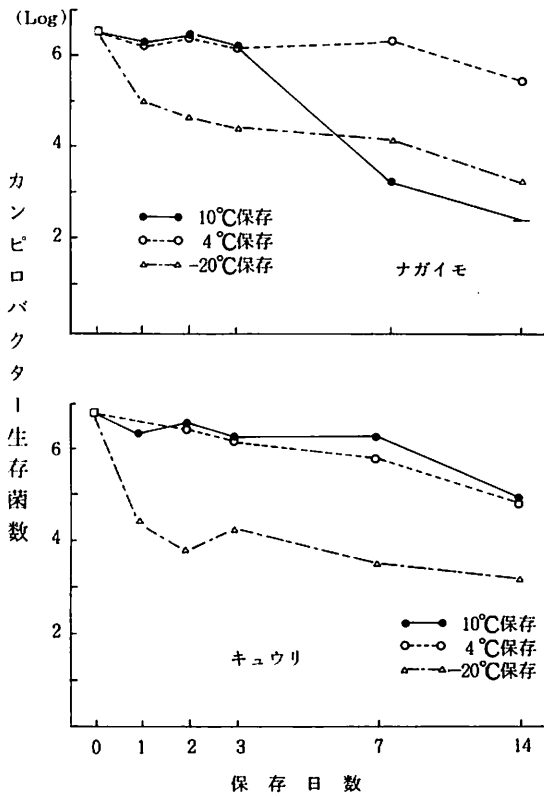 (Log)
6
4
2
10℃保存
4℃保存
-20℃保存
ナガイモ
カンピロバクター生存菌数
6
4
2
10℃保存
4℃保存
-20℃保存
キュウリ
0 1 2 3 7 14
保存日数